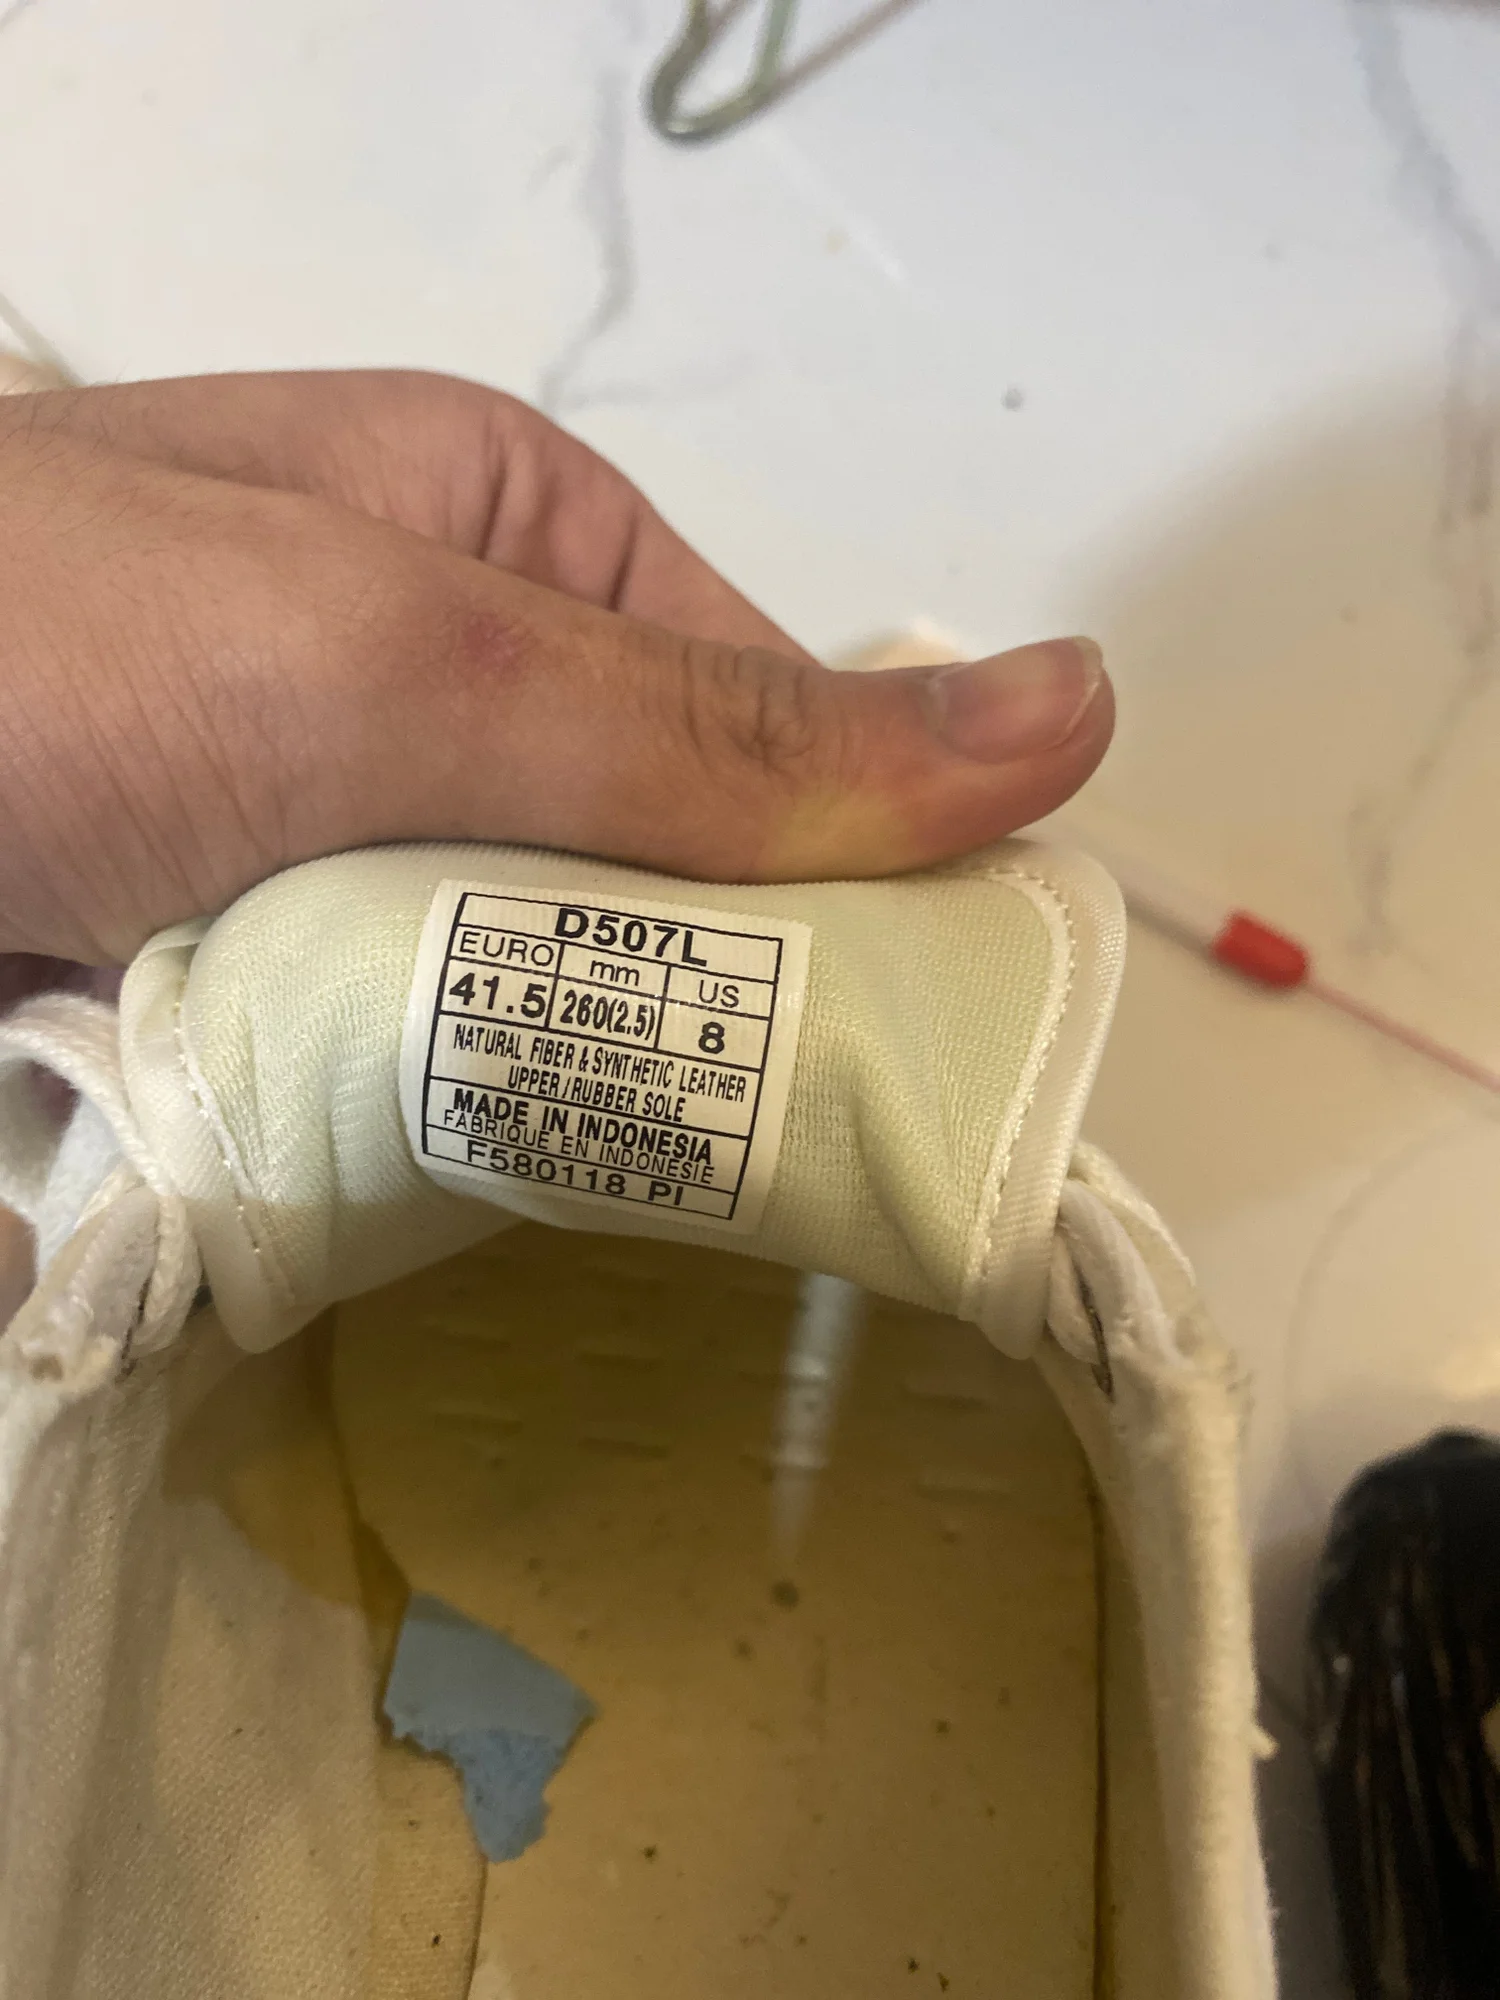 D507L
EURO mm US
41.5 260(2.5) 8
NATURAL FIBER & SYNTHETIC LEATHER
UPPER/RUBBER SOLE
MADE IN INDONESIA
FABRIQUE EN INDONESIE
F580118 PI